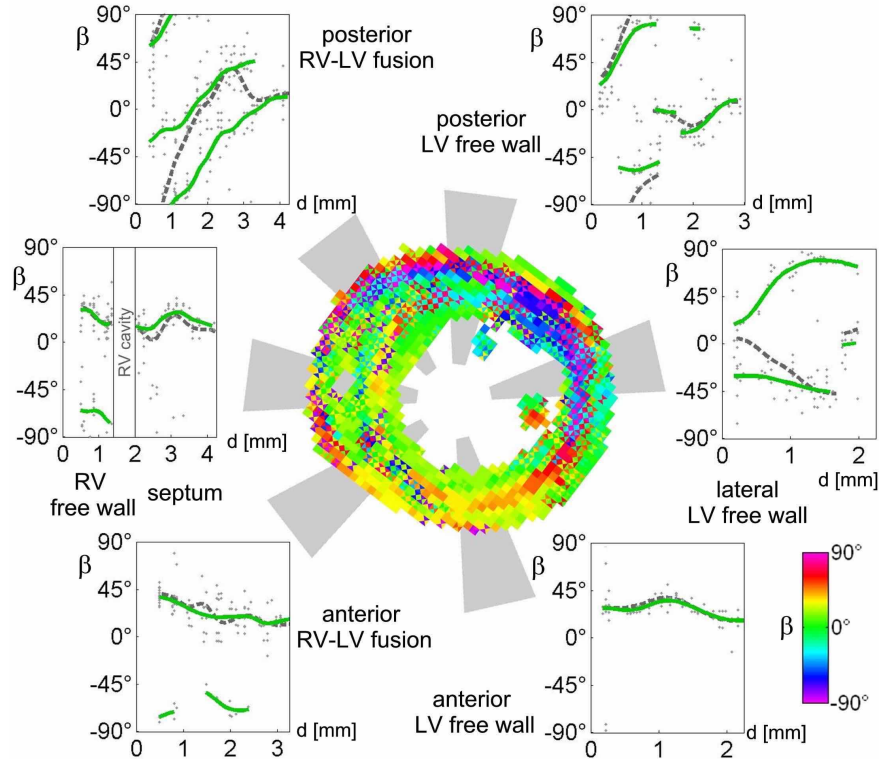 90°
β
45°
0°
-45°
-90°
0 1 2 3 4
d [mm]
posterior
RV-LV fusion
90°
β
45°
0°
-45°
-90°
0 1 2 3
d [mm]
posterior
LV free wall
90°
β
45°
0°
-45°
-90°
RV cavity
0 1 2 3 4
d [mm]
RV
free wall
septum
90°
β
45°
0°
-45°
-90°
0 1 2
d [mm]
lateral
LV free wall
90°
β
45°
0°
-45°
-90°
0 1 2 3
d [mm]
anterior
RV-LV fusion
90°
β
45°
0°
-45°
-90°
0 1 2
d [mm]
anterior
LV free wall
90°
β
0°
-90°